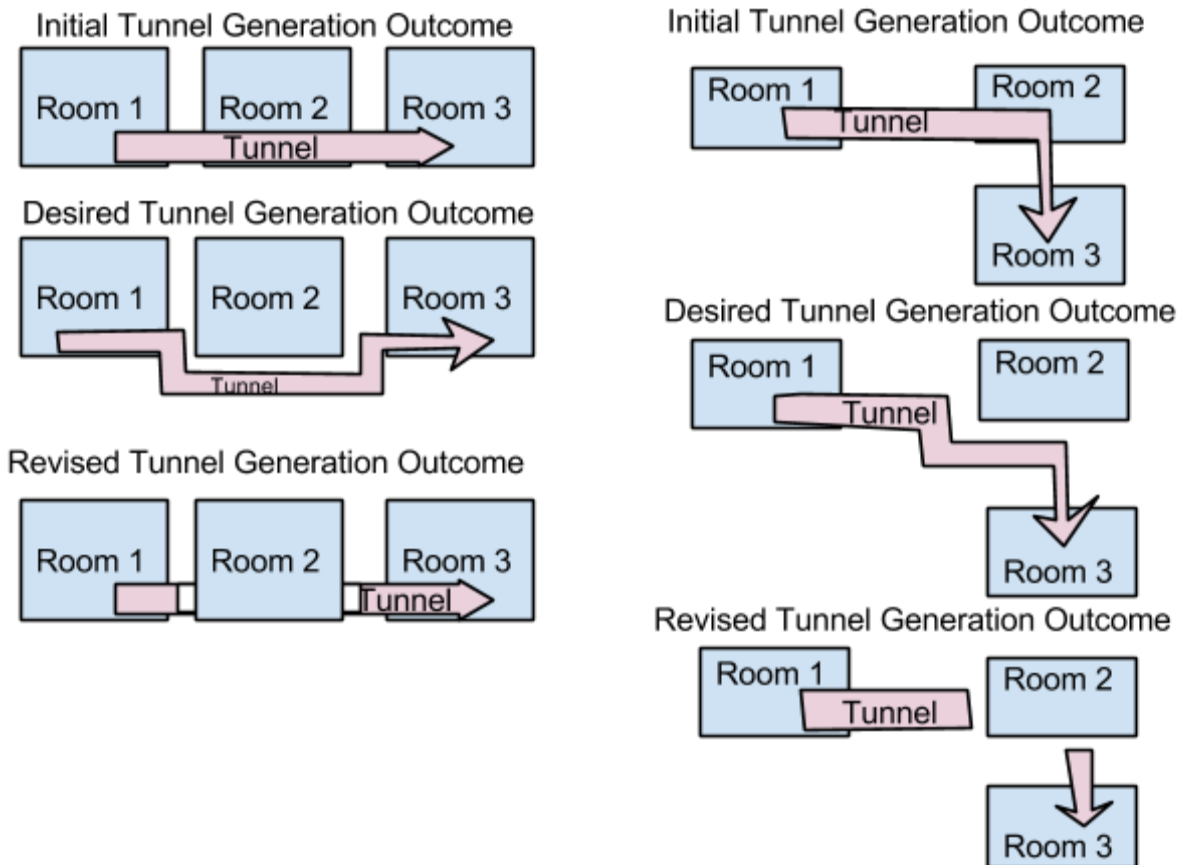 Initial Tunnel Generation Outcome
Room 1
Room 2
Room 3
Tunnel
Desired Tunnel Generation Outcome
Room 1
Room 2
Room 3
Tunnel
Revised Tunnel Generation Outcome
Room 1
Room 2
Room 3
Tunnel
Initial Tunnel Generation Outcome
Room 1
Room 2
Tunnel
Room 3
Desired Tunnel Generation Outcome
Room 1
Room 2
Tunnel
Room 3
Revised Tunnel Generation Outcome
Room 1
Room 2
Tunnel
Room 3